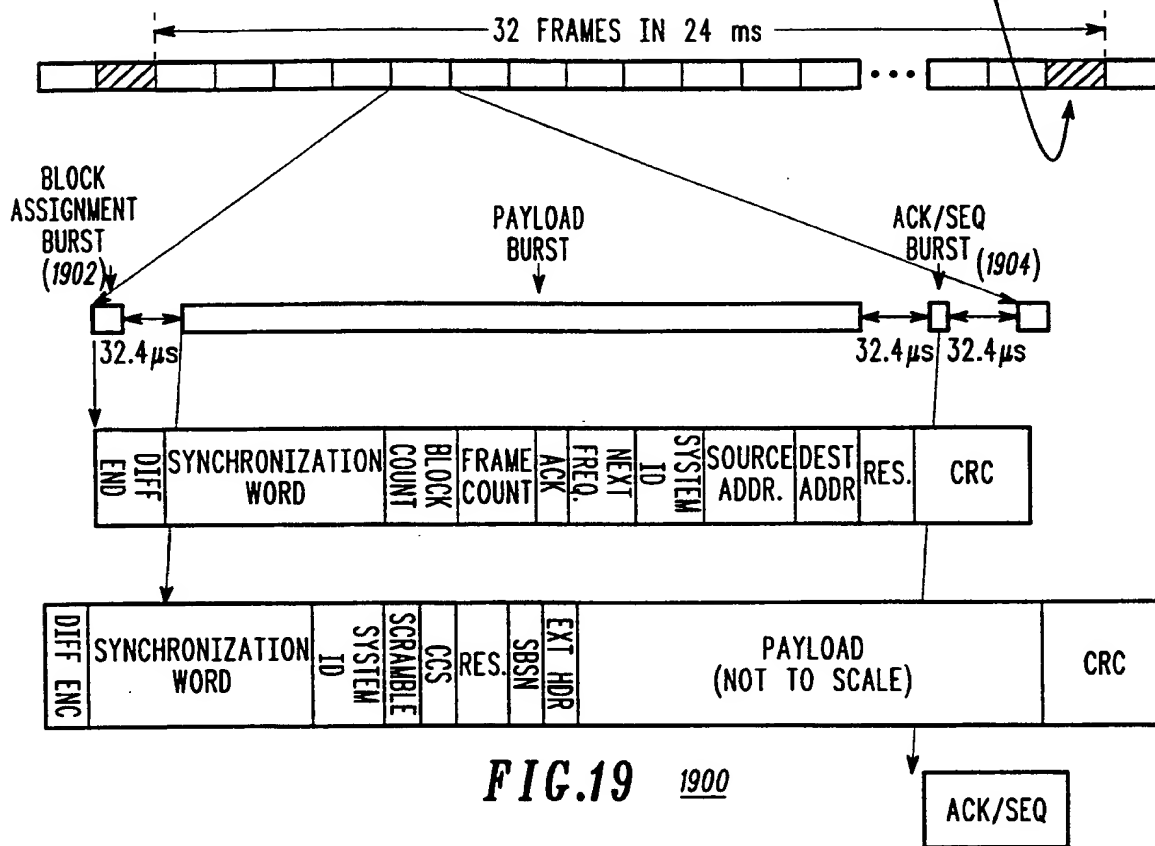 32 FRAMES IN 24 ms
BLOCK
ASSIGNMENT
BURST
(1902)
PAYLOAD
BURST
ACK/SEQ
BURST
(1904)
32.4µs
32.4µs
32.4µs
DIFF
END
SYNCHRONIZATION
WORD
BLOCK
COUNT
FRAME
COUNT
ACK
NEXT
FREQ.
SYSTEM
ID
SOURCE
ADDR.
DEST
ADDR
RES.
CRC
DIFF ENC
SYNCHRONIZATION
WORD
SYSTEM
ID
SCRAMBLE
CCS
RES.
SBSN
EXT HDR
PAYLOAD
(NOT TO SCALE)
CRC
FIG.19 1900
ACK/SEQ